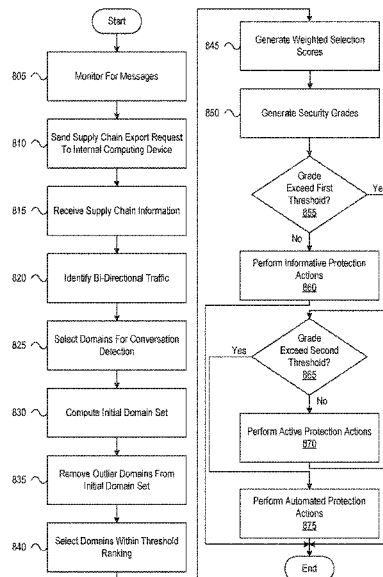 Start
805
Monitor For Messages
810
Send Supply Chain Export Request
To Internal Computing Device
815
Receive Supply Chain Information
820
Identify Bi-Directional Traffic
825
Select Domains For Conversation
Detection
830
Compute Initial Domain Set
835
Remove Outlier Domains From
Initial Domain Set
840
Select Domains Within Threshold
Ranking
845
Generate Weighted Selection
Scores
850
Generate Security Grades
Grade
Exceed First
Threshold?
855
Yes
No
Perform Informative Protection
Actions
860
Yes
Grade
Exceed Second
Threshold?
865
No
Perform Active Protection Actions
870
Perform Automated Protection
Actions
875
End